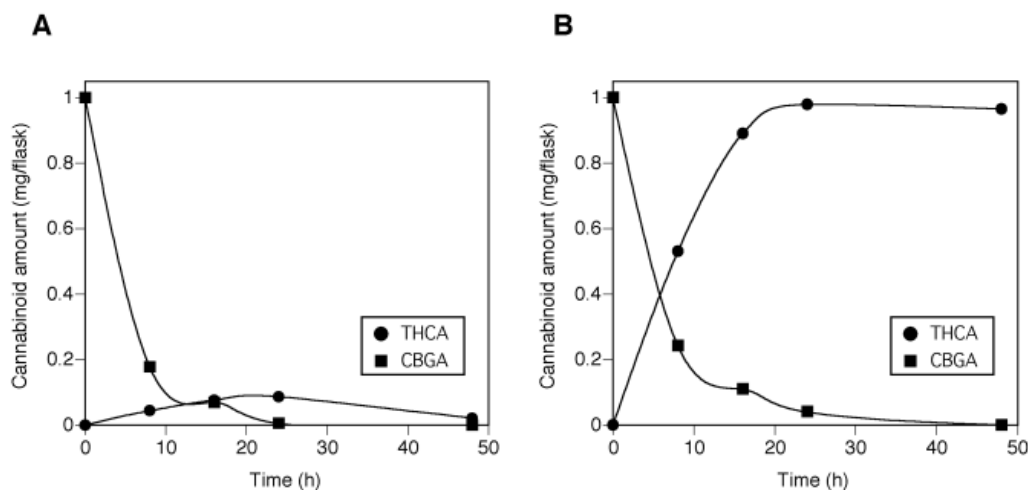 A
B
Cannabinoid amount (mg/flask)
1
0.8
0.6
0.4
0.2
0
THCA
CBGA
0 10 20 30 40 50
Time (h)
Cannabinoid amount (mg/flask)
1
0.8
0.6
0.4
0.2
0
THCA
CBGA
0 10 20 30 40 50
Time (h)